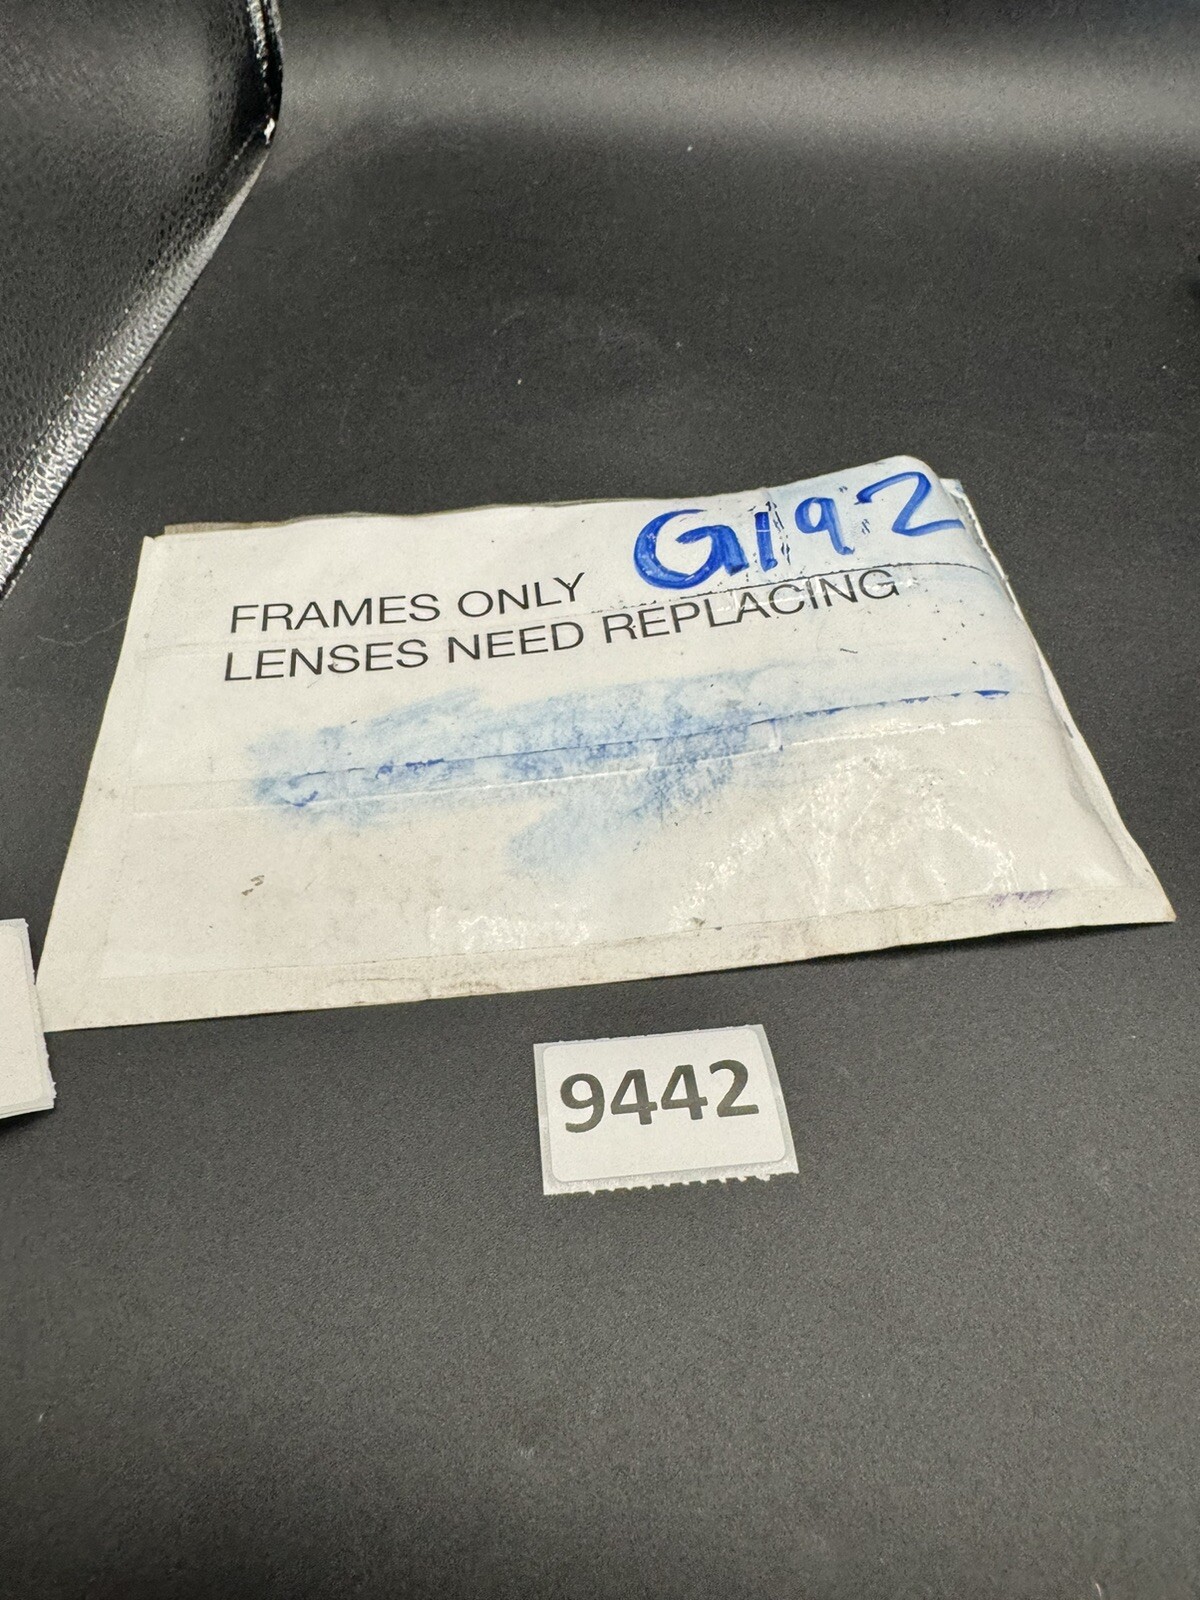 G192
FRAMES ONLY
LENSES NEED REPLACING
9442